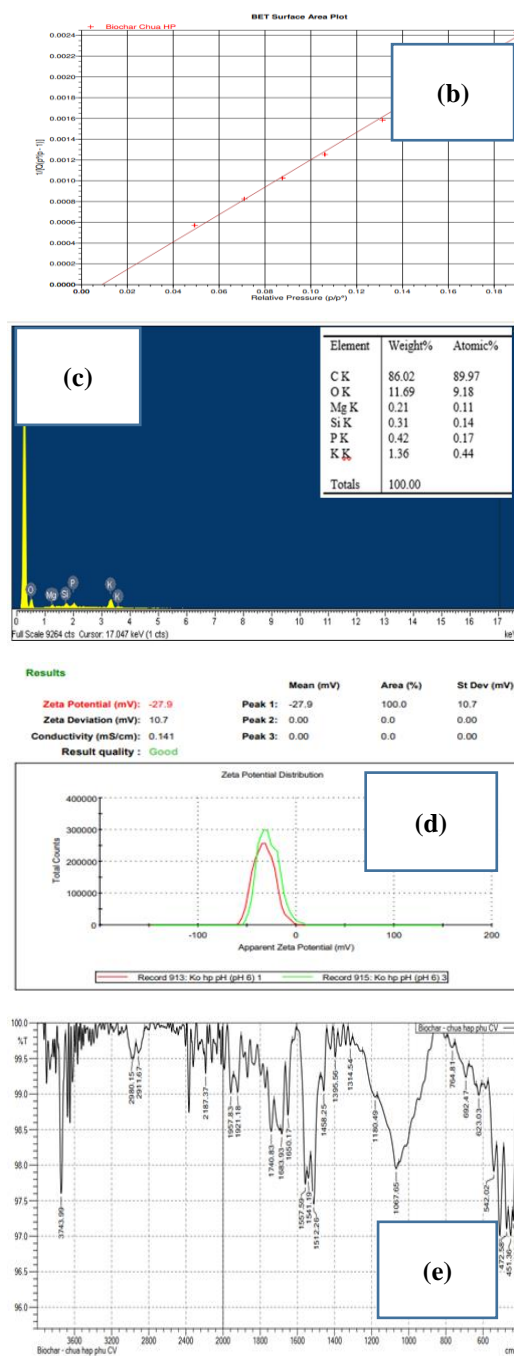 BET Surface Area Plot
+ Biochar Chua HP
(b)
1/[Q(p°/p - 1)]
0.0024
0.0022
0.0020
0.0018
0.0016
0.0014
0.0012
0.0010
0.0008
0.0006
0.0004
0.0002
0.0000
0.00 0.02 0.04 0.06 0.08 0.10 0.12 0.14 0.16 0.18
Relative Pressure (p/p°)
(c)
Element Weight% Atomic%
C K 86.02 89.97
O K 11.69 9.18
Mg K 0.21 0.11
Si K 0.31 0.14
P K 0.42 0.17
K K 1.36 0.44
Totals 100.00
O Mg Si P K K
0 1 2 3 4 5 6 7 8 9 10 11 12 13 14 15 16 17
Full Scale 9264 cts Cursor: 17.047 keV (1 cts) ke
Results
Mean (mV) Area (%) St Dev (mV)
Zeta Potential (mV): -27.9 Peak 1: -27.9 100.0 10.7
Zeta Deviation (mV): 10.7 Peak 2: 0.00 0.0 0.00
Conductivity (mS/cm): 0.141 Peak 3: 0.00 0.0 0.00
Result quality : Good
Zeta Potential Distribution
(d)
Total Counts
400000
300000
200000
100000
0
-100 0 100 200
Apparent Zeta Potential (mV)
Record 913: Ko hp pH (pH 6) 1 Record 915: Ko hp pH (pH 6) 3
100.0
%T
99.0
98.0
97.0
96.0
Biochar - chua hap phu CV
3743.99
2980.15
2911.67
2187.37
1957.83
1921.18
1740.83
1683.93
1650.17
1557.59
1541.19
1512.26
1458.25
1395.56
1314.54
1180.49
1067.65
764.81
692.47
623.03
542.02
472.58
451.36
(e)
3600 3200 2800 2400 2000 1800 1600 1400 1200 1000 800 600
Biochar - chua hap phu CV cm